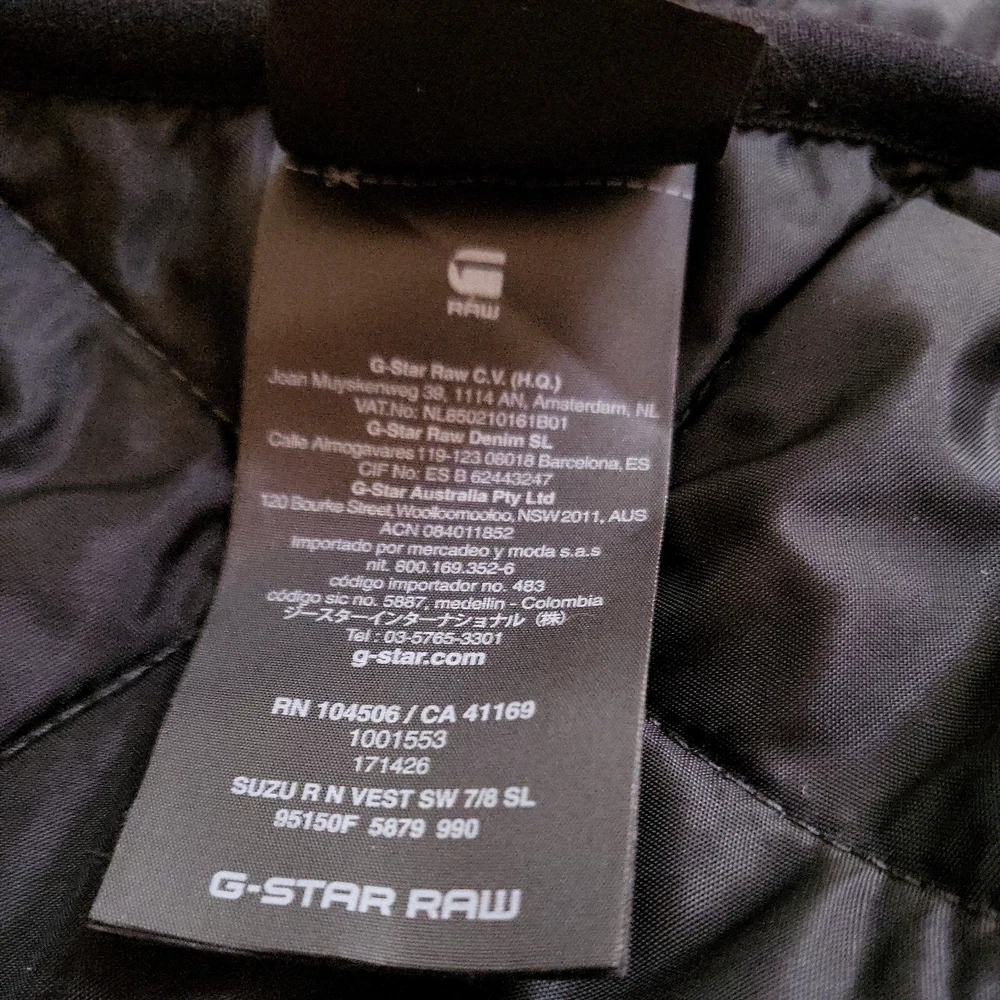 RAW
G-Star Raw C.V. (H.Q.)
Joan Muyskenweg 39, 1114 AN, Amsterdam, NL
VAT.No: NL850210161B01
G-Star Raw Denim SL
Calle Almogavares 119-123 08018 Barcelona, ES
CIF No: ES B 62443247
G-Star Australia Pty Ltd
120 Bourke Street, Woolloomooloo, NSW 2011, AUS
ACN 084011852
Importado por mercadeo y moda s.a.s
nit. 800.169.352-6
código importador no. 483
código sic no. 5887, medellin - Colombia
ジースターインターナショナル (株)
Tel : 03-5765-3301
g-star.com
RN 104506 / CA 41169
1001553
171426
SUZU R N VEST SW 7/8 SL
95150F 5879 990
G-STAR RAW